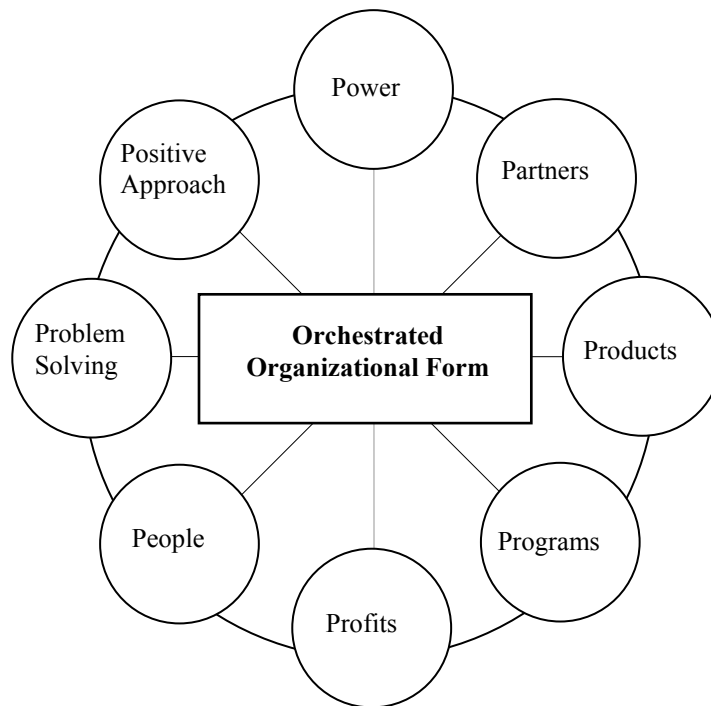 Power
Positive
Approach
Partners
Orchestrated
Organizational Form
Problem
Solving
Products
People
Programs
Profits